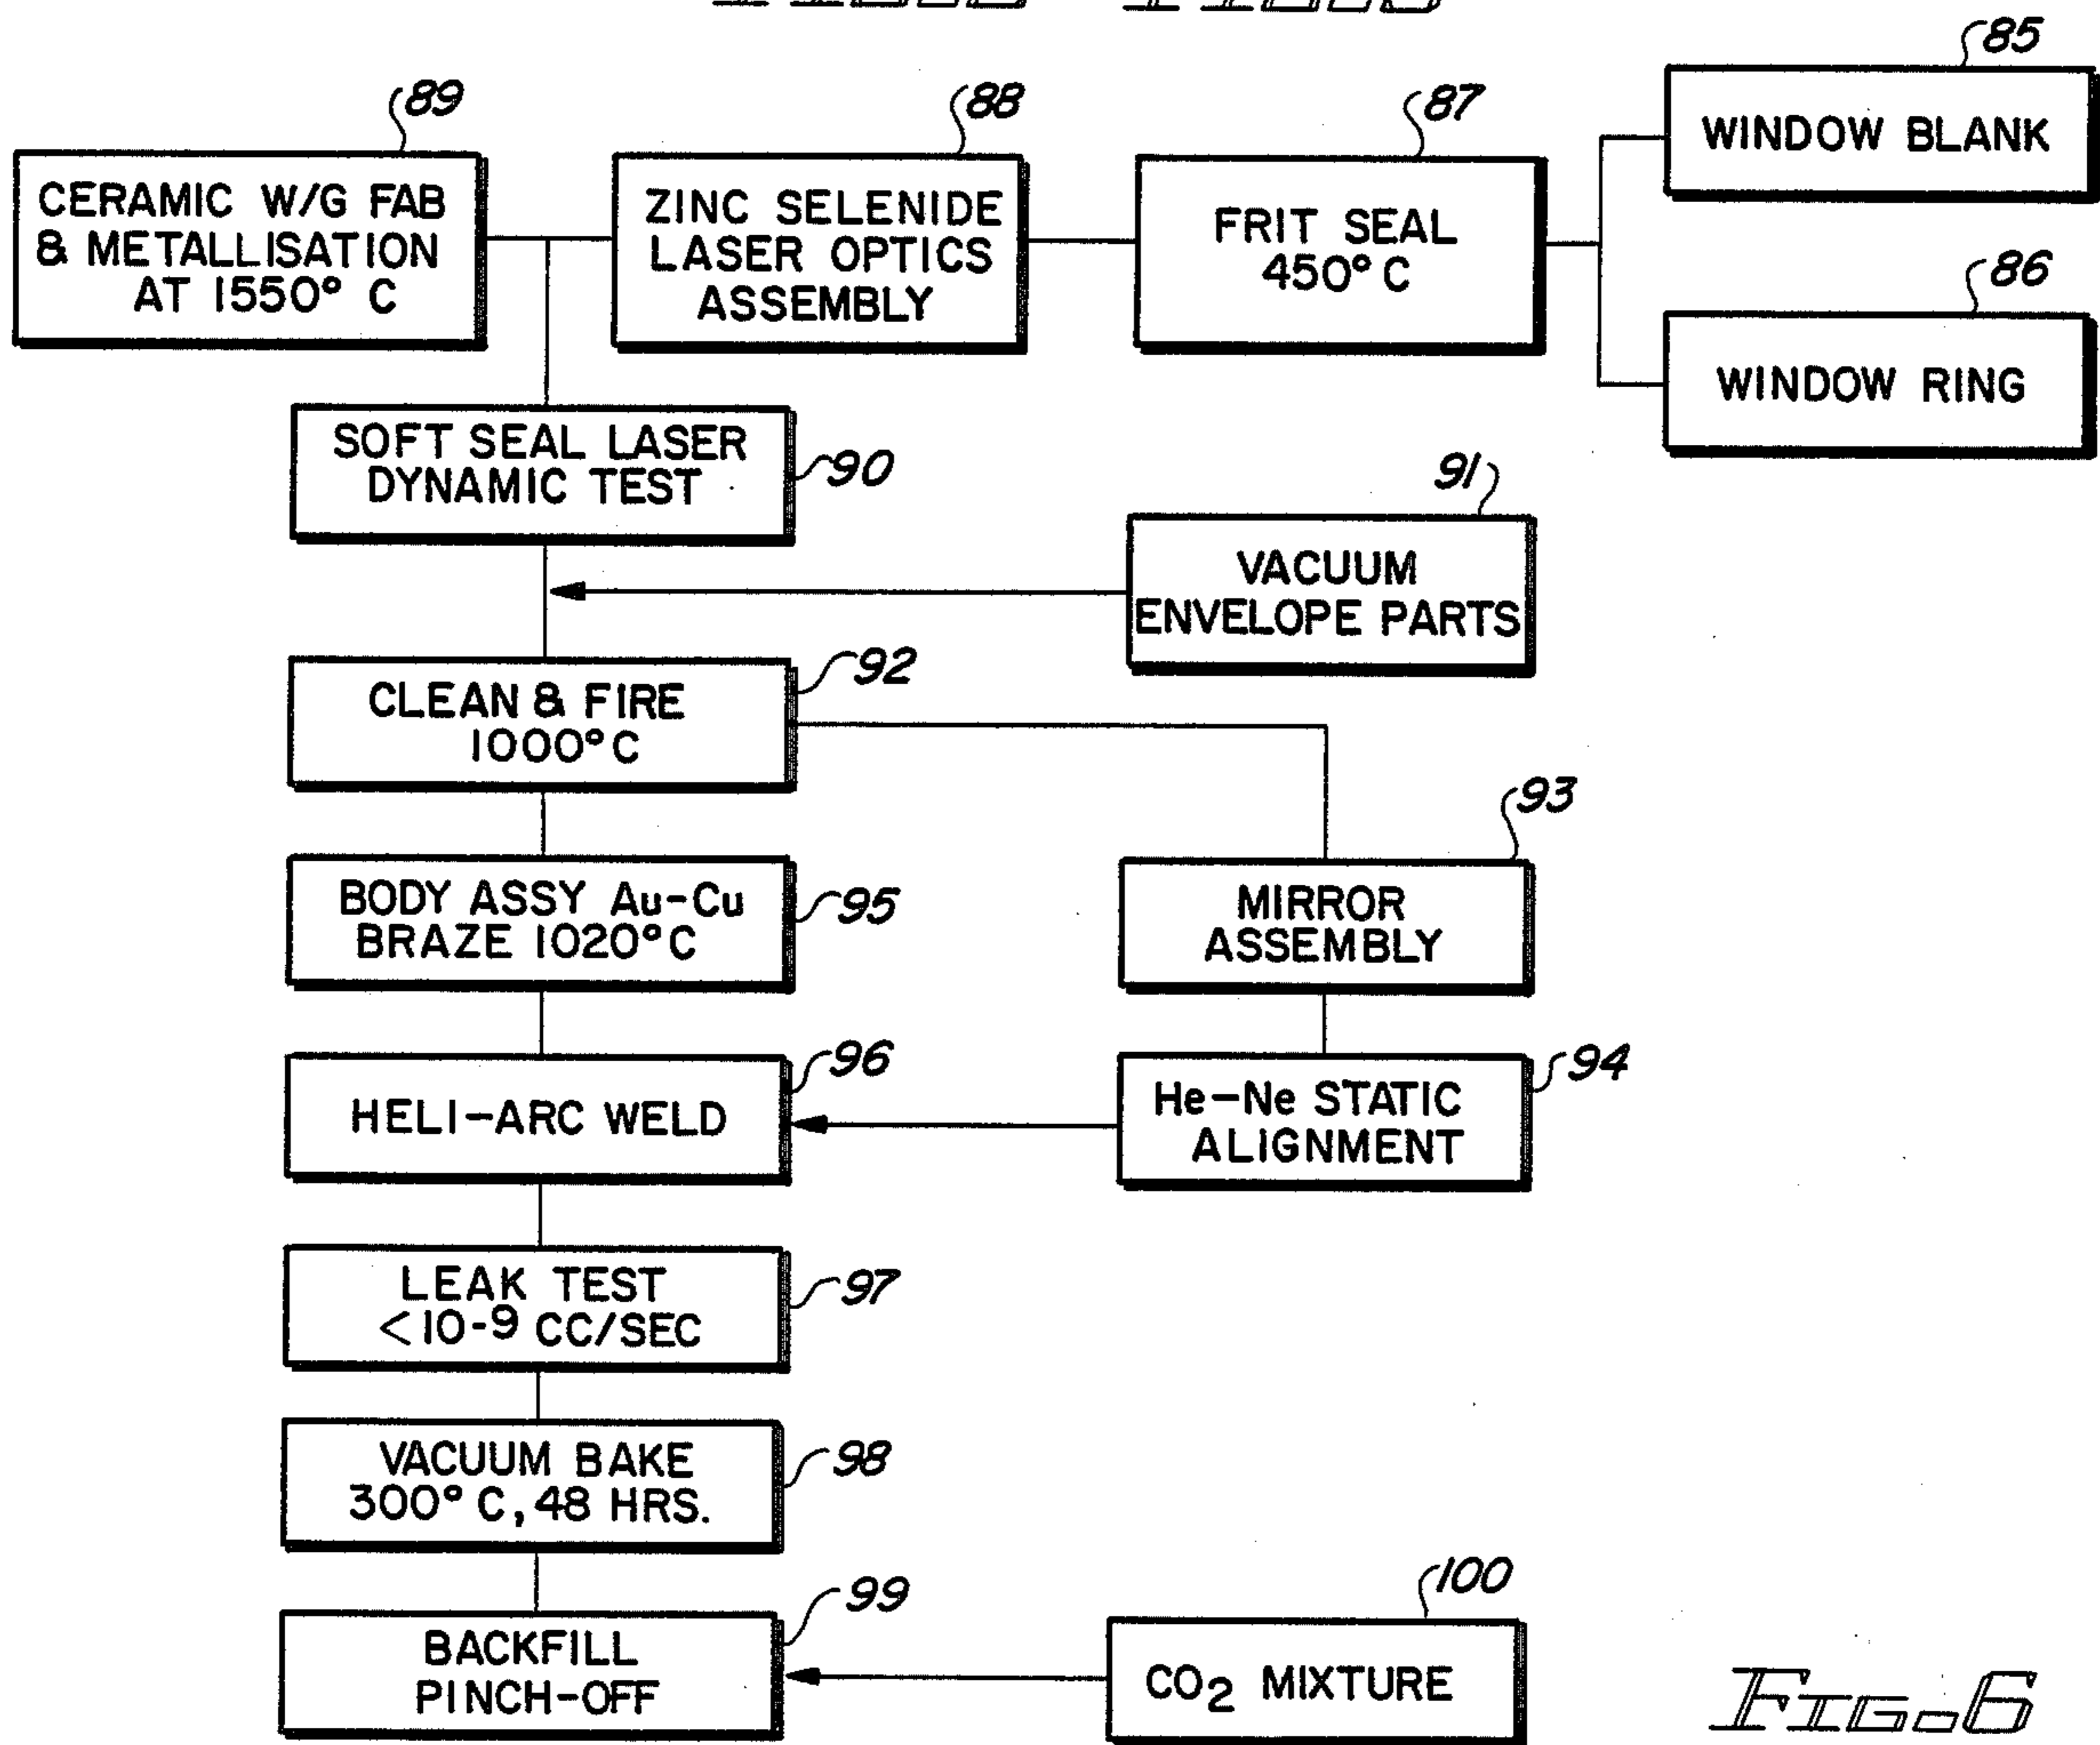 85
WINDOW BLANK
89
CERAMIC W/G FAB
& METALLISATION
AT 1550° C
88
ZINC SELENIDE
LASER OPTICS
ASSEMBLY
87
FRIT SEAL
450° C
86
WINDOW RING
SOFT SEAL LASER
DYNAMIC TEST
90
91
VACUUM
ENVELOPE PARTS
92
CLEAN & FIRE
1000°C
93
MIRROR
ASSEMBLY
BODY ASSY Au-Cu
BRAZE 1020°C
95
96
HELI-ARC WELD
94
He-Ne STATIC
ALIGNMENT
LEAK TEST
<10-9 CC/SEC
97
VACUUM BAKE
300° C, 48 HRS.
98
99
BACKFILL
PINCH-OFF
100
CO2 MIXTURE
FIG.6